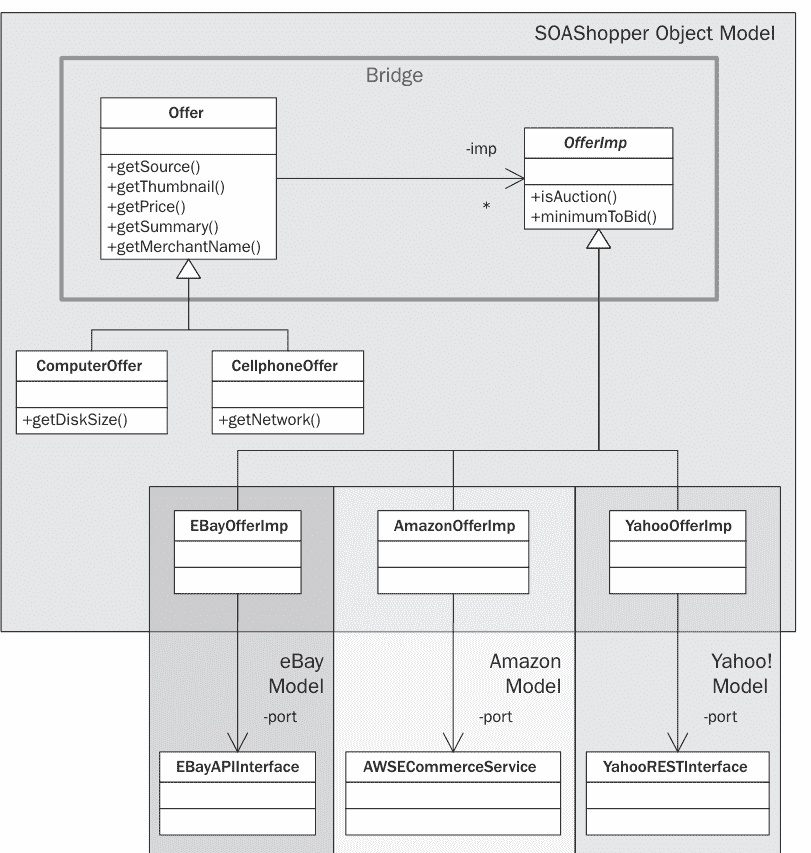 SOAShopper Object Model
Bridge
Offer
+getSource()
+getThumbnail()
+getPrice()
+getSummary()
+getMerchantName()
-imp
*
OfferImp
+isAuction()
+minimumToBid()
ComputerOffer
+getDiskSize()
CellphoneOffer
+getNetwork()
EBayOfferImp
AmazonOfferImp
YahooOfferImp
eBay
Model
Amazon
Model
Yahoo!
Model
-port
-port
-port
EBayAPIInterface
AWSECommerceService
YahooRESTInterface